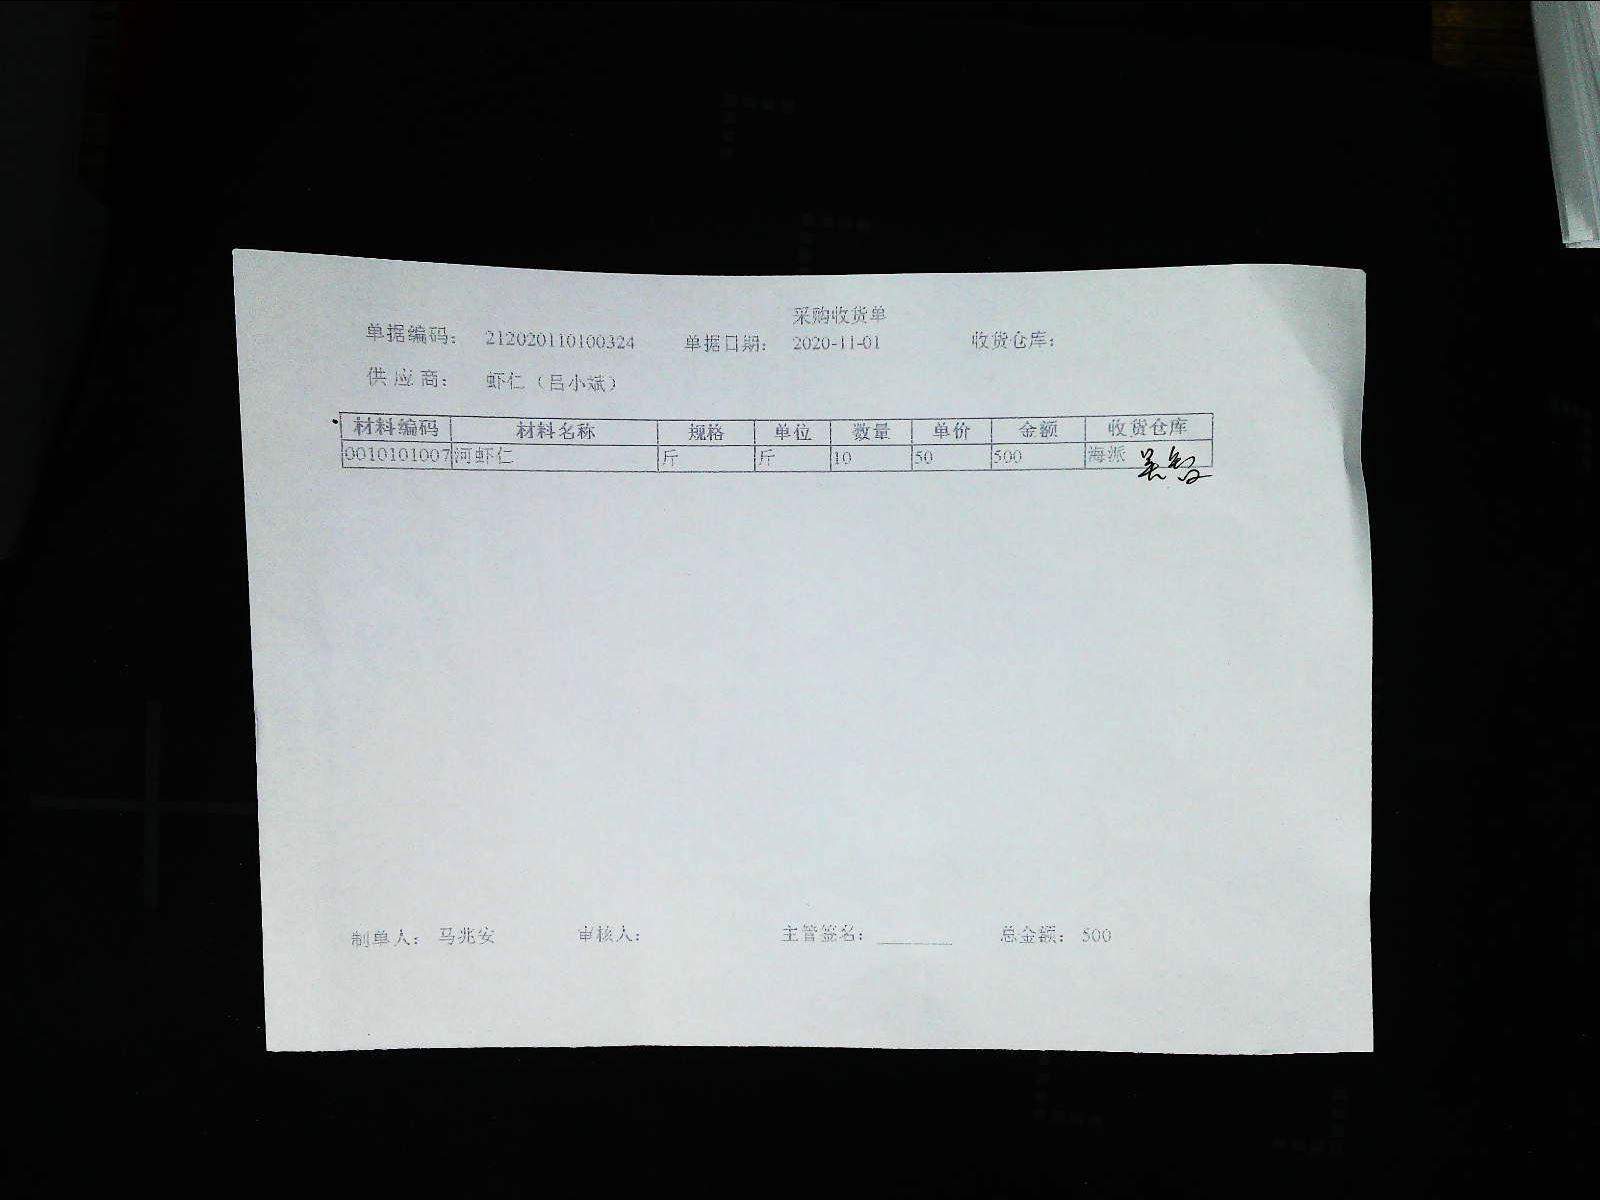 采购收货单
单据编码： 212020110100324 单据日期： 2020-11-01 收货仓库：
供 应 商： 虾仁（吕小斌）
材料编码 材料名称 规格 单位 数量 单价 金额 收货仓库
0010101007 河虾仁 斤 斤 10 50 500 海派
制单人： 马兆安 审核人： 主管签名： ________ 总金额： 500